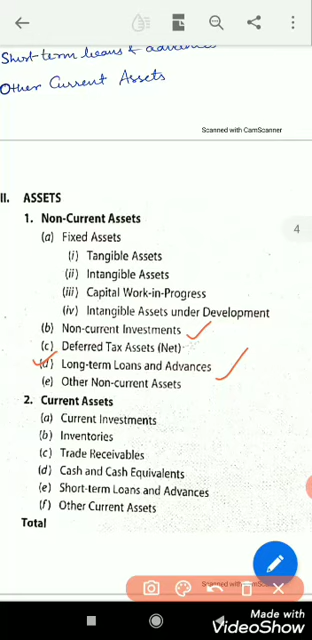 Short term loans & advances
Other Current Assets
Scanned with CamScanner
4
II. ASSETS
1. Non-Current Assets
(a) Fixed Assets
(i) Tangible Assets
(ii) Intangible Assets
(iii) Capital Work-in-Progress
(iv) Intangible Assets under Development
(b) Non-current Investments
(c) Deferred Tax Assets (Net)
(d) Long-term Loans and Advances
(e) Other Non-current Assets
2. Current Assets
(a) Current Investments
(b) Inventories
(c) Trade Receivables
(d) Cash and Cash Equivalents
(e) Short-term Loans and Advances
(f) Other Current Assets
Total
Scanned with
Made with
VideoShow